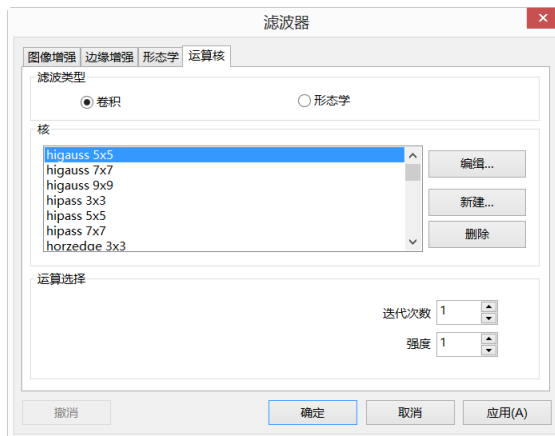 滤波器
图像增强 边缘增强 形态学 运算核
滤波类型
卷积 形态学
核
higauss 5x5
higauss 7x7
higauss 9x9
hipass 3x3
hipass 5x5
hipass 7x7
horzedge 3x3
编缉...
新建...
删除
运算选择
迭代次数 1
强度 1
撤消 确定 取消 应用(A)